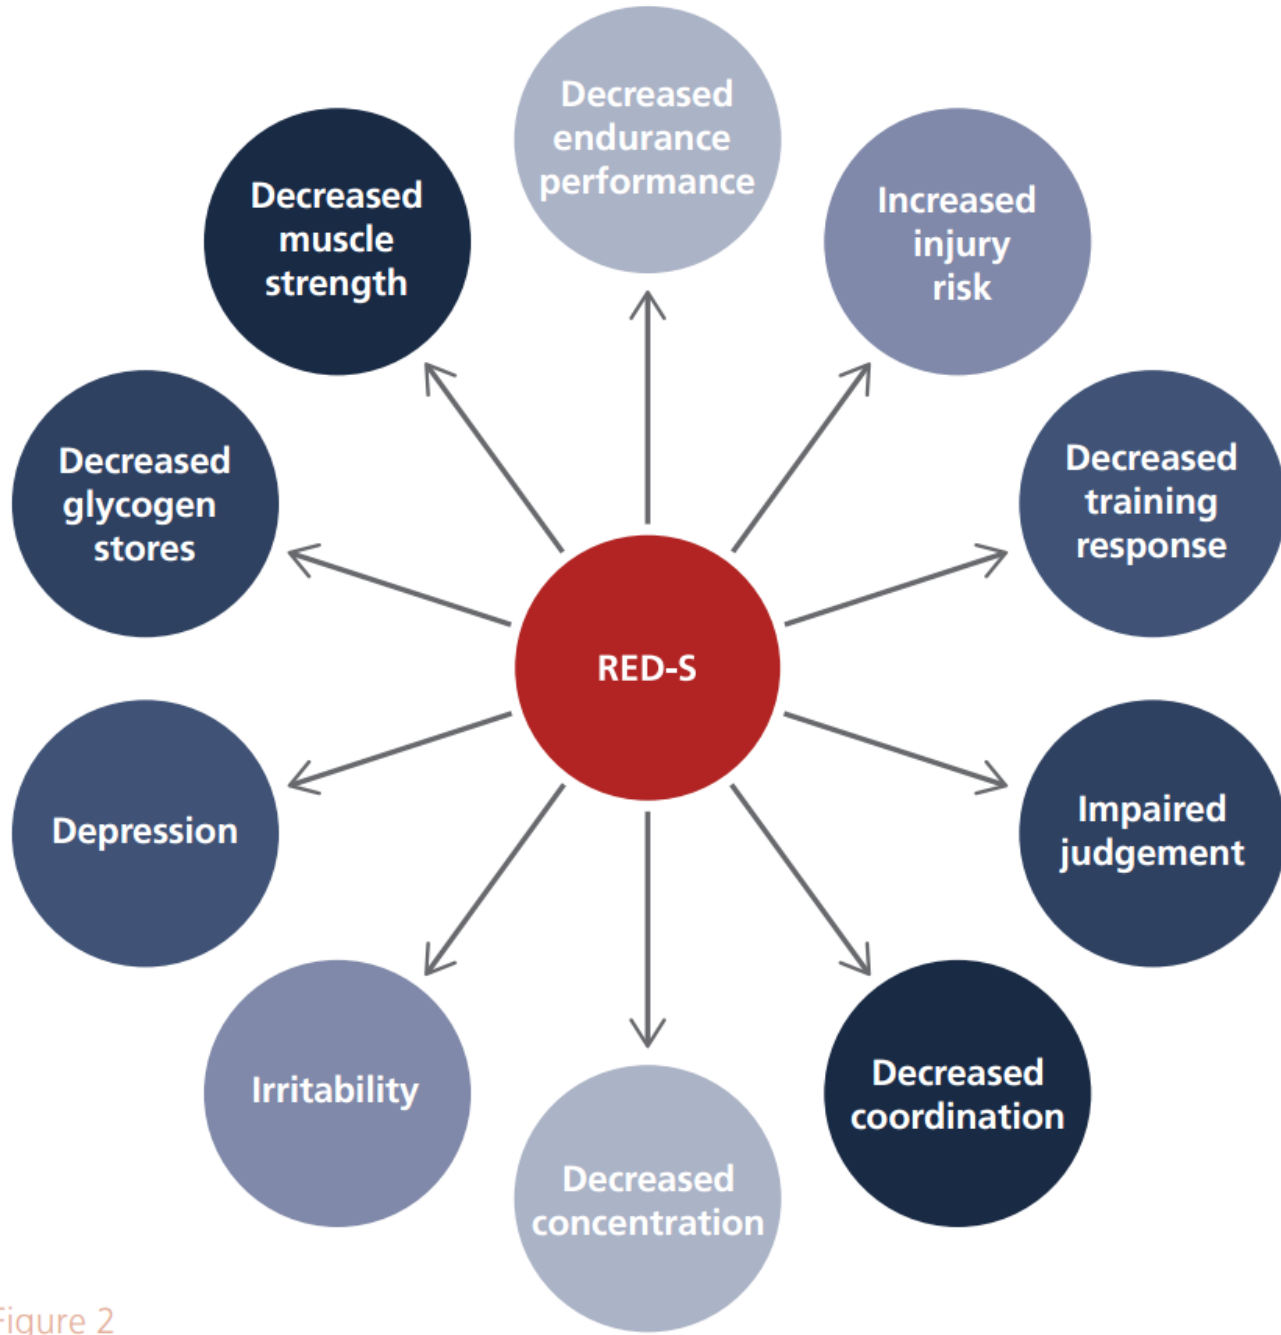 Decreased
endurance
performance
Increased
injury
risk
Decreased
training
response
Impaired
judgement
Decreased
coordination
Decreased
concentration
Irritability
Depression
Decreased
glycogen
stores
Decreased
muscle
strength
RED-S
Figure 2